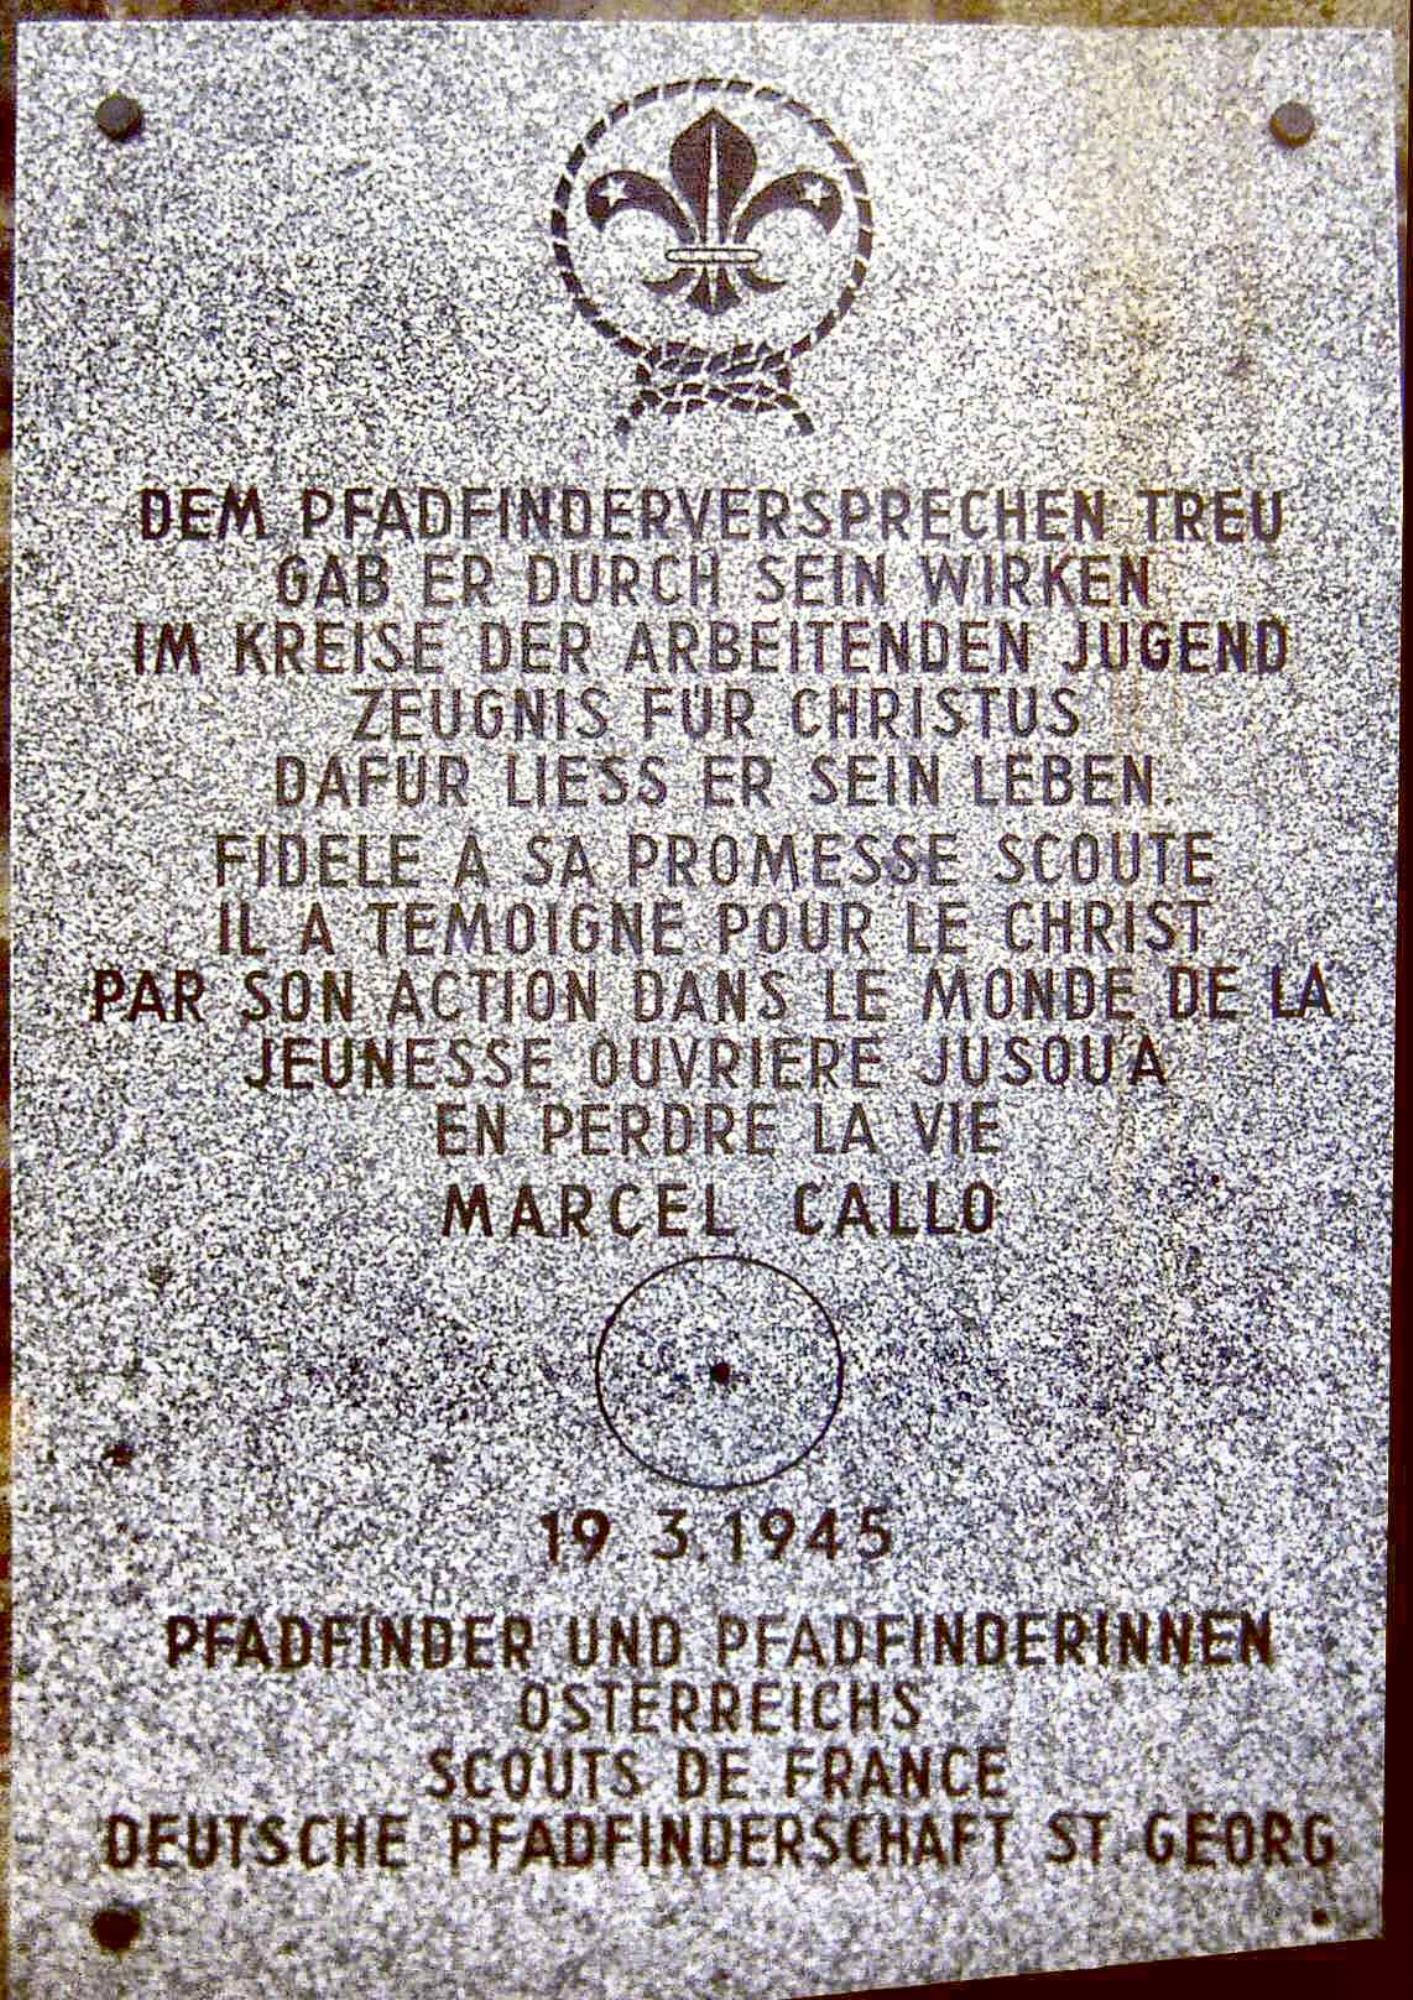 DEM PFADFINDERVERSPRECHEN TREU
GAB ER DURCH SEIN WIRKEN
IM KREISE DER ARBEITENDEN JUGEND
ZEUGNIS FÜR CHRISTUS
DAFÜR LIESS ER SEIN LEBEN.
FIDELE A SA PROMESSE SCOUTE
IL A TEMOIGNE POUR LE CHRIST
PAR SON ACTION DANS LE MONDE DE LA
JEUNESSE OUVRIERE JUSQU'A
EN PERDRE LA VIE
MARCEL CALLO
19.3.1945
PFADFINDER UND PFADFINDERINNEN
ÖSTERREICHS
SCOUTS DE FRANCE
DEUTSCHE PFADFINDERSCHAFT ST. GEORG